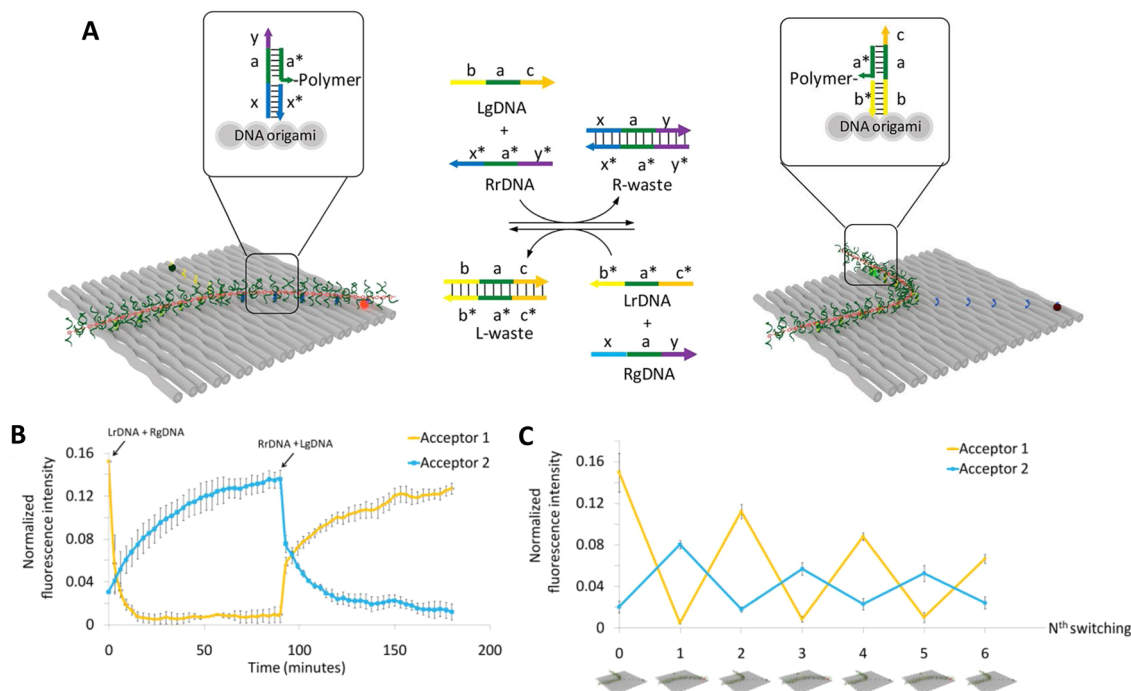 A
y
a
a*
-Polymer
x
x*
DNA origami
b a c
LgDNA
+
x* a* y*
RrDNA
x a y
x* a* y*
R-waste
b a c
b* a* c*
L-waste
b* a* c*
LrDNA
+
x a y
RgDNA
c
a*
a
Polymer-
b*
b
DNA origami
B
LrDNA + RgDNA
RrDNA +LgDNA
Acceptor 1
Acceptor 2
Normalized
fluorescence intensity
0.16
0.12
0.08
0.04
0
0 50 100 150 200
Time (minutes)
C
Acceptor 1
Acceptor 2
Normalized
fluorescence intensity
0.16
0.12
0.08
0.04
0
0 1 2 3 4 5 6
Nth switching